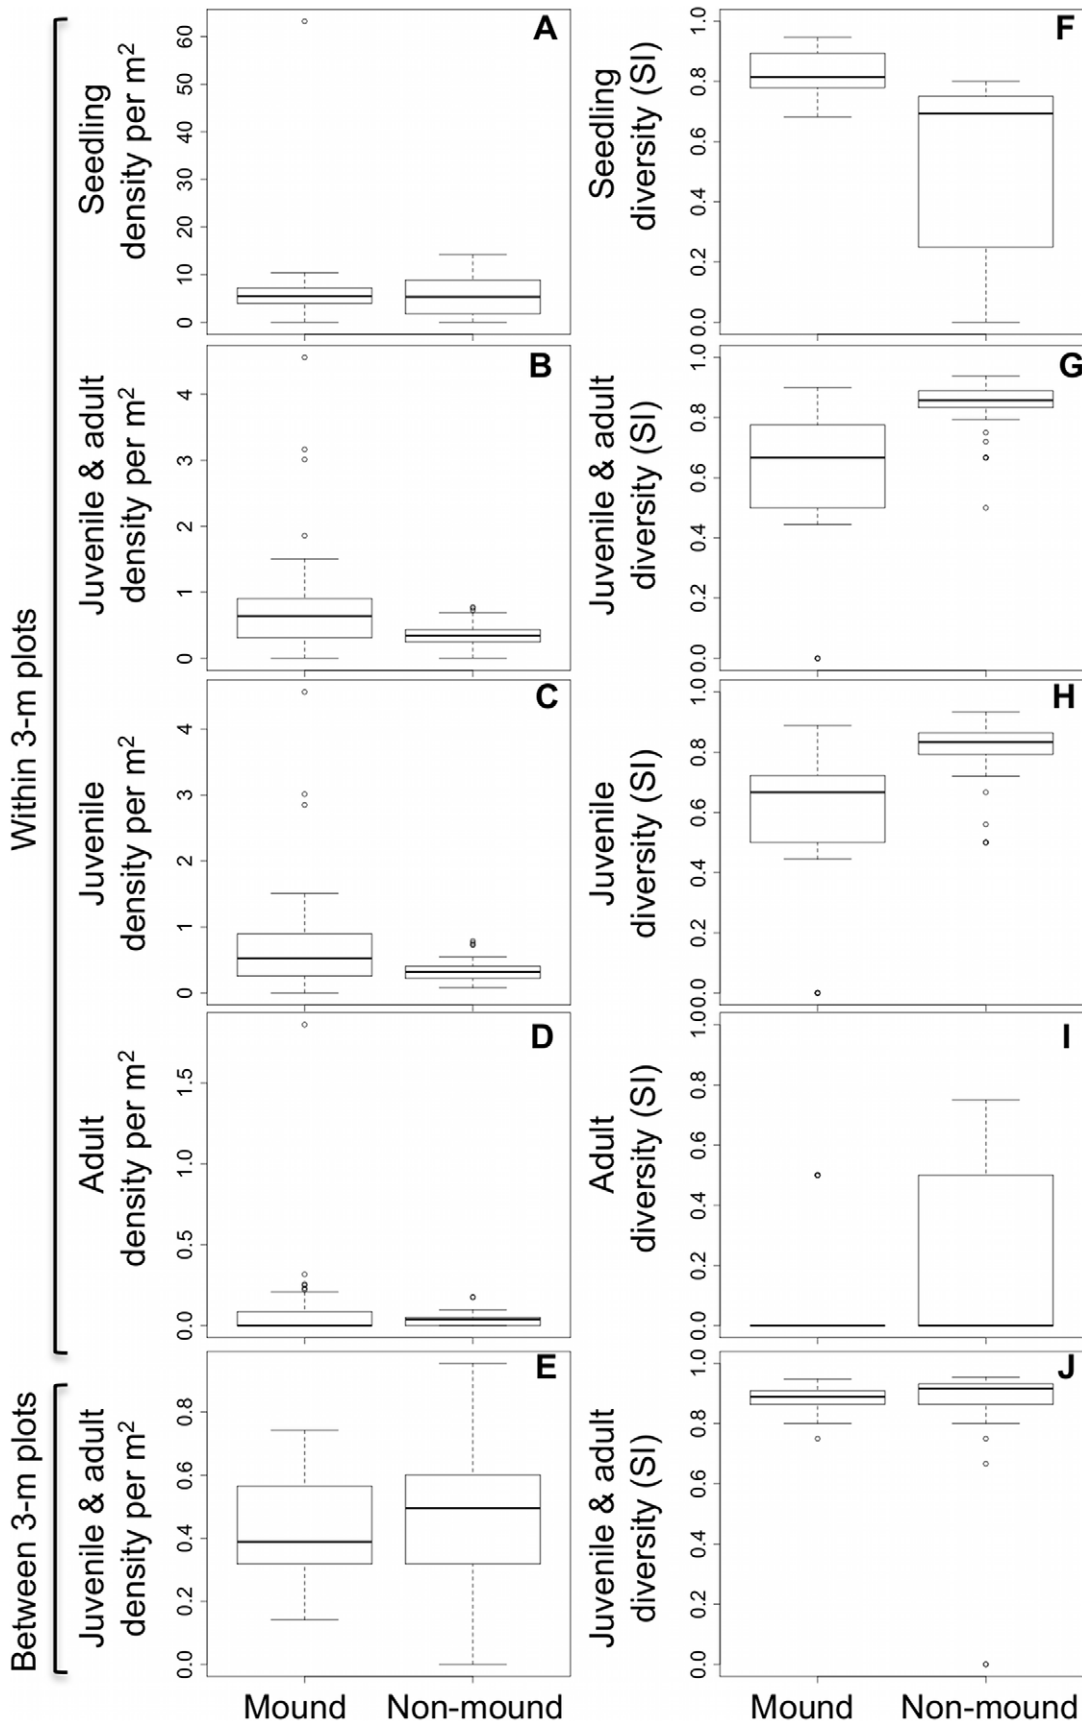 Within 3-m plots
Between 3-m plots
Seedling
density per m²
0
10
20
30
40
50
60
A
Seedling
diversity (SI)
0.0
0.2
0.4
0.6
0.8
1.0
F
Juvenile & adult
density per m²
0
1
2
3
4
B
Juvenile & adult
diversity (SI)
0.0
0.2
0.4
0.6
0.8
1.0
G
Juvenile
density per m²
0
1
2
3
4
C
Juvenile
diversity (SI)
0.0
0.2
0.4
0.6
0.8
1.0
H
Adult
density per m²
0.0
0.5
1.0
1.5
D
Adult
diversity (SI)
0.0
0.2
0.4
0.6
0.8
1.0
I
Juvenile & adult
density per m²
0.0
0.2
0.4
0.6
0.8
E
Juvenile & adult
diversity (SI)
0.0
0.2
0.4
0.6
0.8
1.0
J
Mound Non-mound
Mound Non-mound